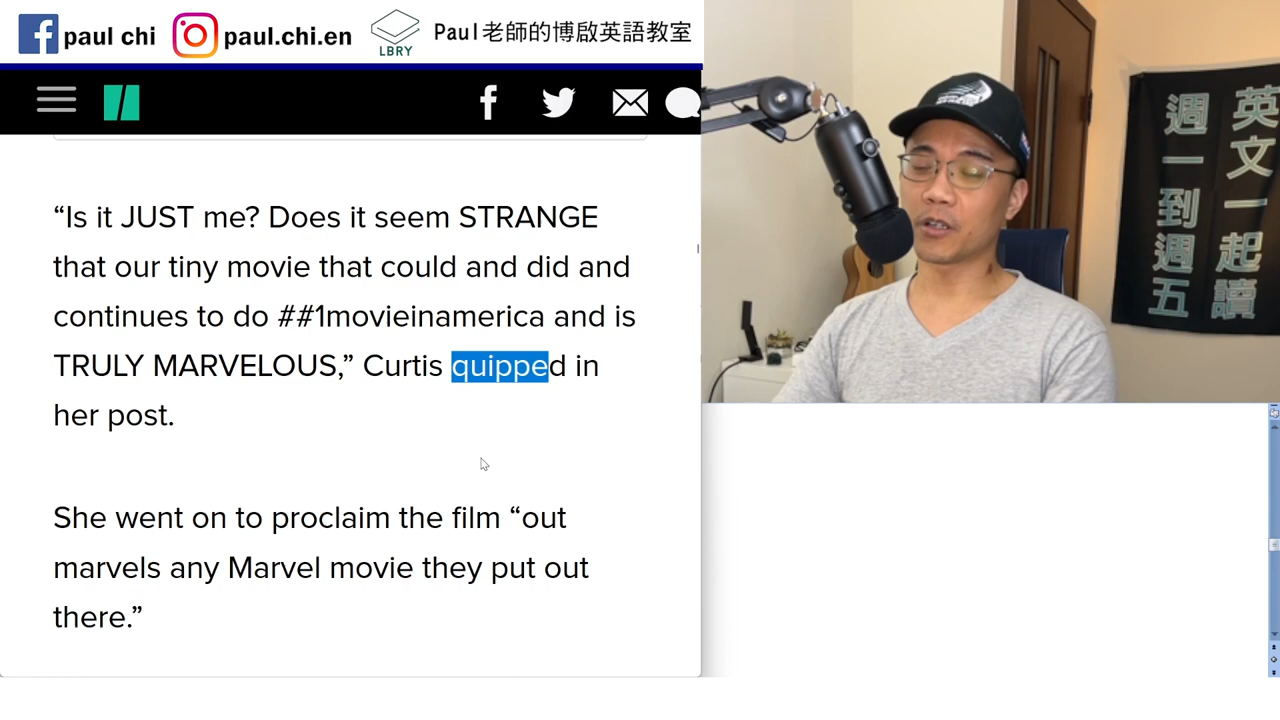 paul chi
paul.chi.en
LBRY
Paul老師的博啟英語教室
“Is it JUST me? Does it seem STRANGE
that our tiny movie that could and did and
continues to do ##1movieinamerica and is
TRULY MARVELOUS,” Curtis quipped in
her post.
She went on to proclaim the film “out
marvels any Marvel movie they put out
there.”
英文一起讀
週一到週五